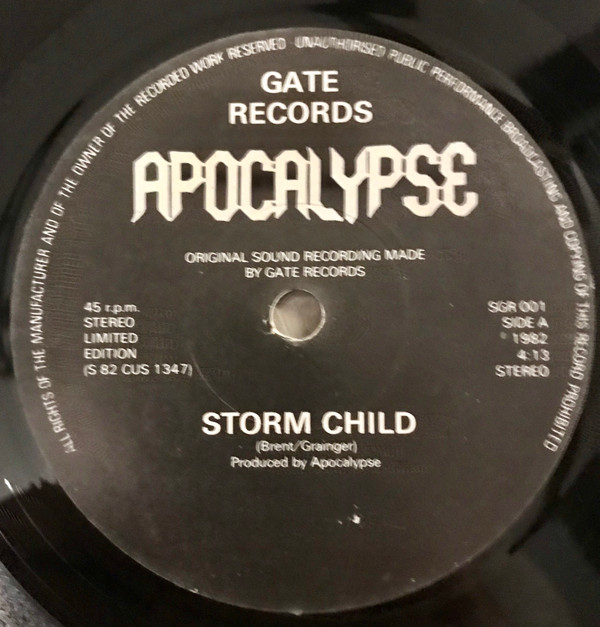 ALL RIGHTS OF THE MANUFACTURER AND OF THE OWNER OF THE RECORDED WORK RESERVED · UNAUTHORISED PUBLIC PERFORMANCE BROADCASTING AND COPYING OF THIS RECORD PROHIBITED
GATE
RECORDS
APOCALYPSE
ORIGINAL SOUND RECORDING MADE
BY GATE RECORDS
45 r.p.m.
STEREO
LIMITED
EDITION
(S 82 CUS 1347)
SGR 001
SIDE A
℗ 1982
4:13
STEREO
STORM CHILD
(Brent/Grainger)
Produced by Apocalypse